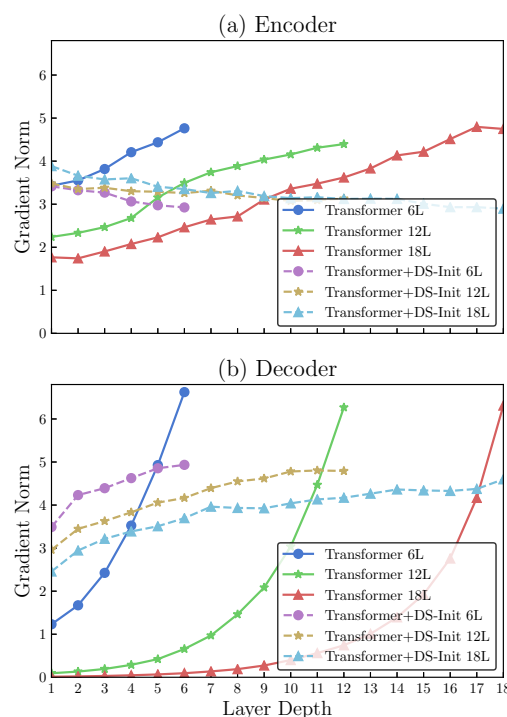 (a) Encoder
6
5
4
3
2
1
0
Gradient Norm
Transformer 6L
Transformer 12L
Transformer 18L
Transformer+DS-Init 6L
Transformer+DS-Init 12L
Transformer+DS-Init 18L
(b) Decoder
6
5
4
3
2
1
0
Gradient Norm
Transformer 6L
Transformer 12L
Transformer 18L
Transformer+DS-Init 6L
Transformer+DS-Init 12L
Transformer+DS-Init 18L
1 2 3 4 5 6 7 8 9 10 11 12 13 14 15 16 17 18
Layer Depth